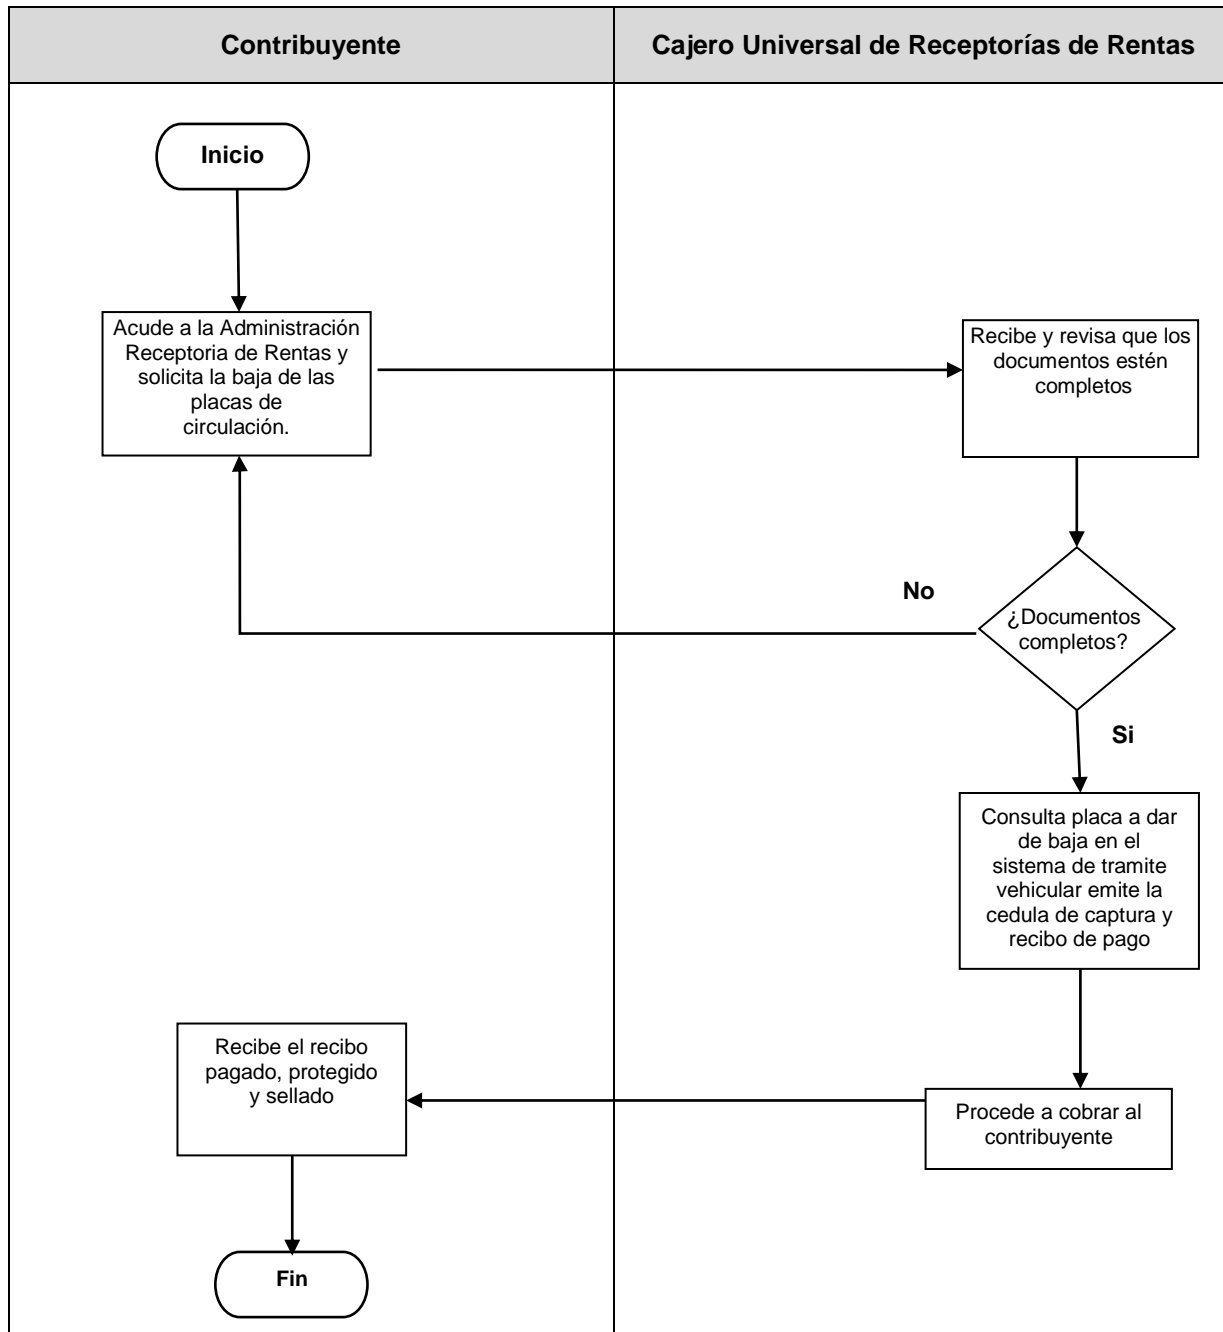 Contribuyente
Cajero Universal de Receptorías de Rentas
Inicio
Acude a la Administración
Receptoria de Rentas y
solicita la baja de las
placas de
circulación.
Recibe y revisa que los
documentos estén
completos
No
¿Documentos
completos?
Si
Consulta placa a dar
de baja en el
sistema de tramite
vehicular emite la
cedula de captura y
recibo de pago
Recibe el recibo
pagado, protegido
y sellado
Procede a cobrar al
contribuyente
Fin